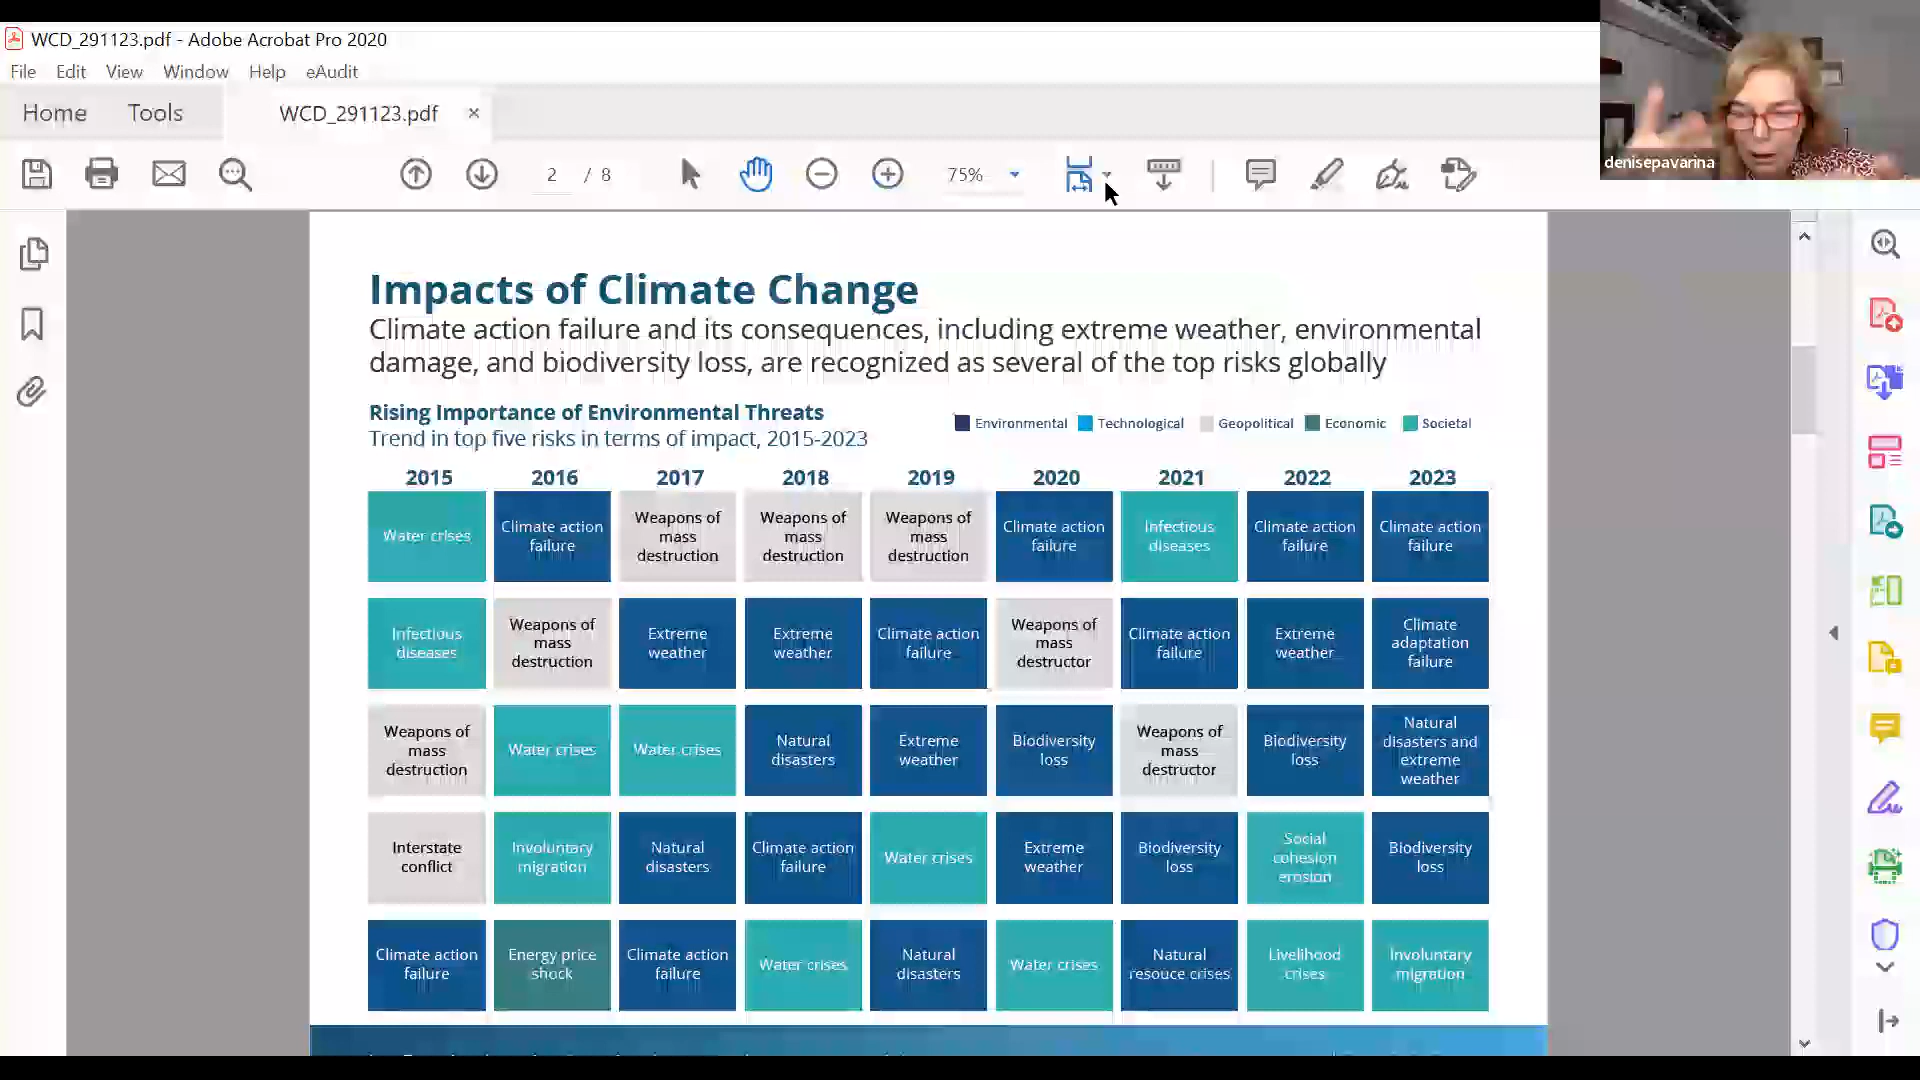 WCD_291123.pdf - Adobe Acrobat Pro 2020
File Edit View Window Help eAudit
Home Tools WCD_291123.pdf ×
2 / 8 75%
denisepavarina
Impacts of Climate Change
Climate action failure and its consequences, including extreme weather, environmental
damage, and biodiversity loss, are recognized as several of the top risks globally
Rising Importance of Environmental Threats
Trend in top five risks in terms of impact, 2015-2023
Environmental Technological Geopolitical Economic Societal
2015 2016 2017 2018 2019 2020 2021 2022 2023
Water crises
Climate action
failure
Weapons of
mass
destruction
Weapons of
mass
destruction
Weapons of
mass
destruction
Climate action
failure
Infectious
diseases
Climate action
failure
Climate action
failure
Infectious
diseases
Weapons of
mass
destruction
Extreme
weather
Extreme
weather
Climate action
failure
Weapons of
mass
destructor
Climate action
failure
Extreme
weather
Climate
adaptation
failure
Weapons of
mass
destruction
Water crises
Water crises
Natural
disasters
Extreme
weather
Biodiversity
loss
Weapons of
mass
destructor
Biodiversity
loss
Natural
disasters and
extreme
weather
Interstate
conflict
Involuntary
migration
Natural
disasters
Climate action
failure
Water crises
Extreme
weather
Biodiversity
loss
Social
cohesion
erosion
Biodiversity
loss
Climate action
failure
Energy price
shock
Climate action
failure
Water crises
Natural
disasters
Water crises
Natural
resouce crises
Livelihood
crises
Involuntary
migration